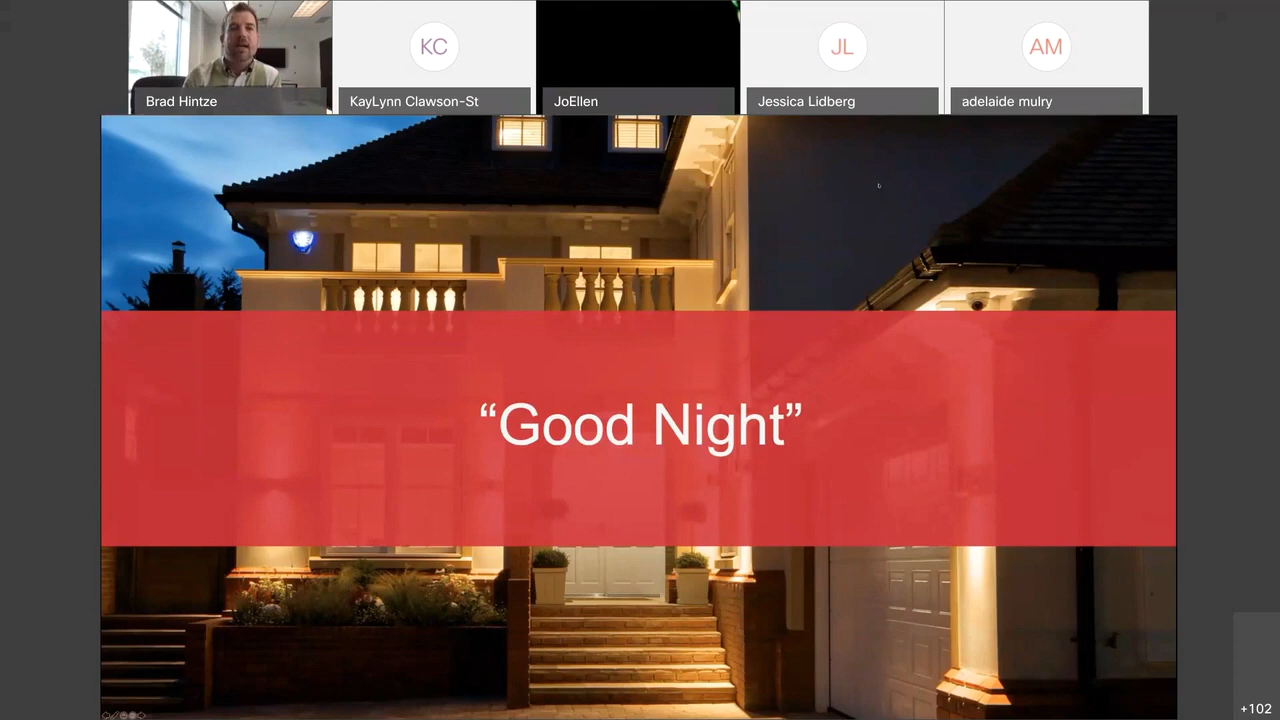 KC
JL
AM
Brad Hintze
KayLynn Clawson-St
JoEllen
Jessica Lidberg
adelaide mulry
“Good Night”
+102